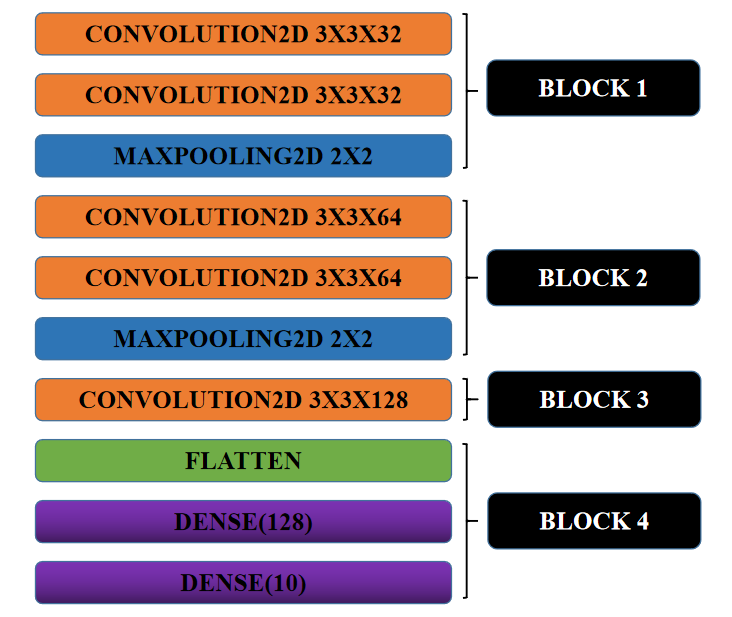 CONVOLUTION2D 3X3X32
CONVOLUTION2D 3X3X32
MAXPOOLING2D 2X2
BLOCK 1
CONVOLUTION2D 3X3X64
CONVOLUTION2D 3X3X64
MAXPOOLING2D 2X2
BLOCK 2
CONVOLUTION2D 3X3X128
BLOCK 3
FLATTEN
DENSE(128)
DENSE(10)
BLOCK 4